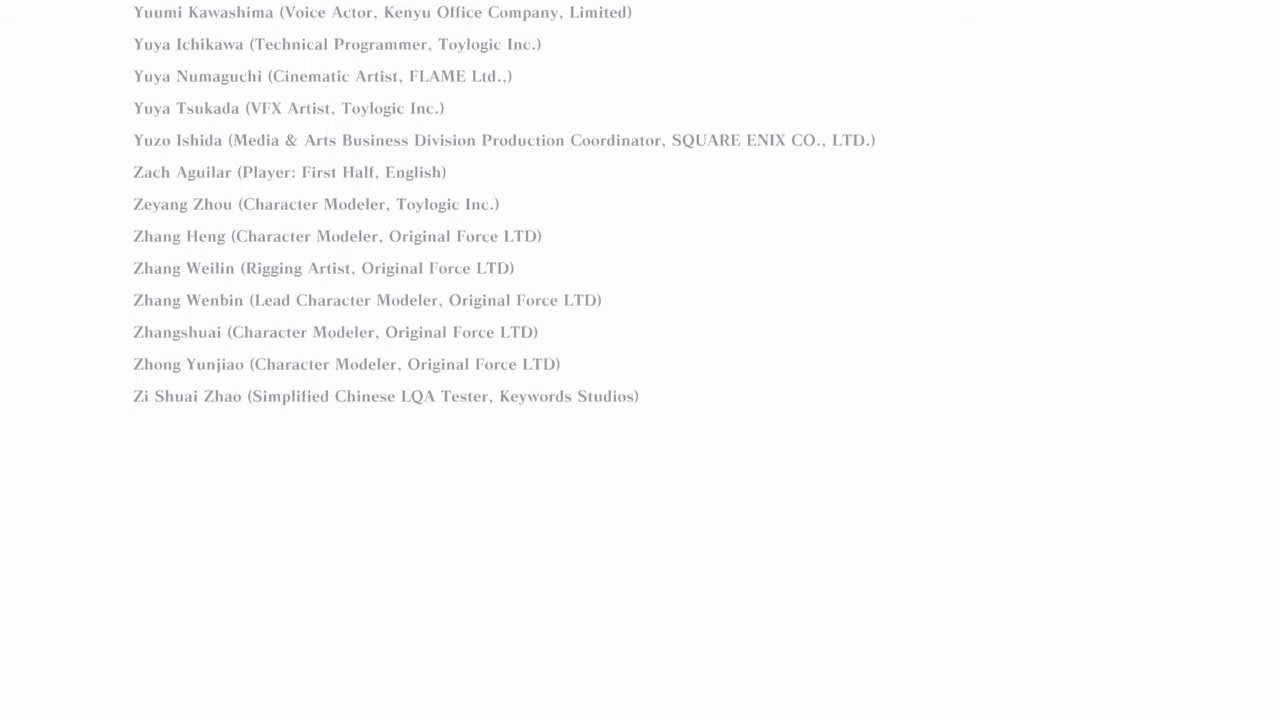 Yuumi Kawashima (Voice Actor, Kenyu Office Company, Limited)
Yuya Ichikawa (Technical Programmer, Toylogic Inc.)
Yuya Numaguchi (Cinematic Artist, FLAME Ltd.,)
Yuya Tsukada (VFX Artist, Toylogic Inc.)
Yuzo Ishida (Media & Arts Business Division Production Coordinator, SQUARE ENIX CO., LTD.)
Zach Aguilar (Player: First Half, English)
Zeyang Zhou (Character Modeler, Toylogic Inc.)
Zhang Heng (Character Modeler, Original Force LTD)
Zhang Weilin (Rigging Artist, Original Force LTD)
Zhang Wenbin (Lead Character Modeler, Original Force LTD)
Zhangshuai (Character Modeler, Original Force LTD)
Zhong Yunjiao (Character Modeler, Original Force LTD)
Zi Shuai Zhao (Simplified Chinese LQA Tester, Keywords Studios)